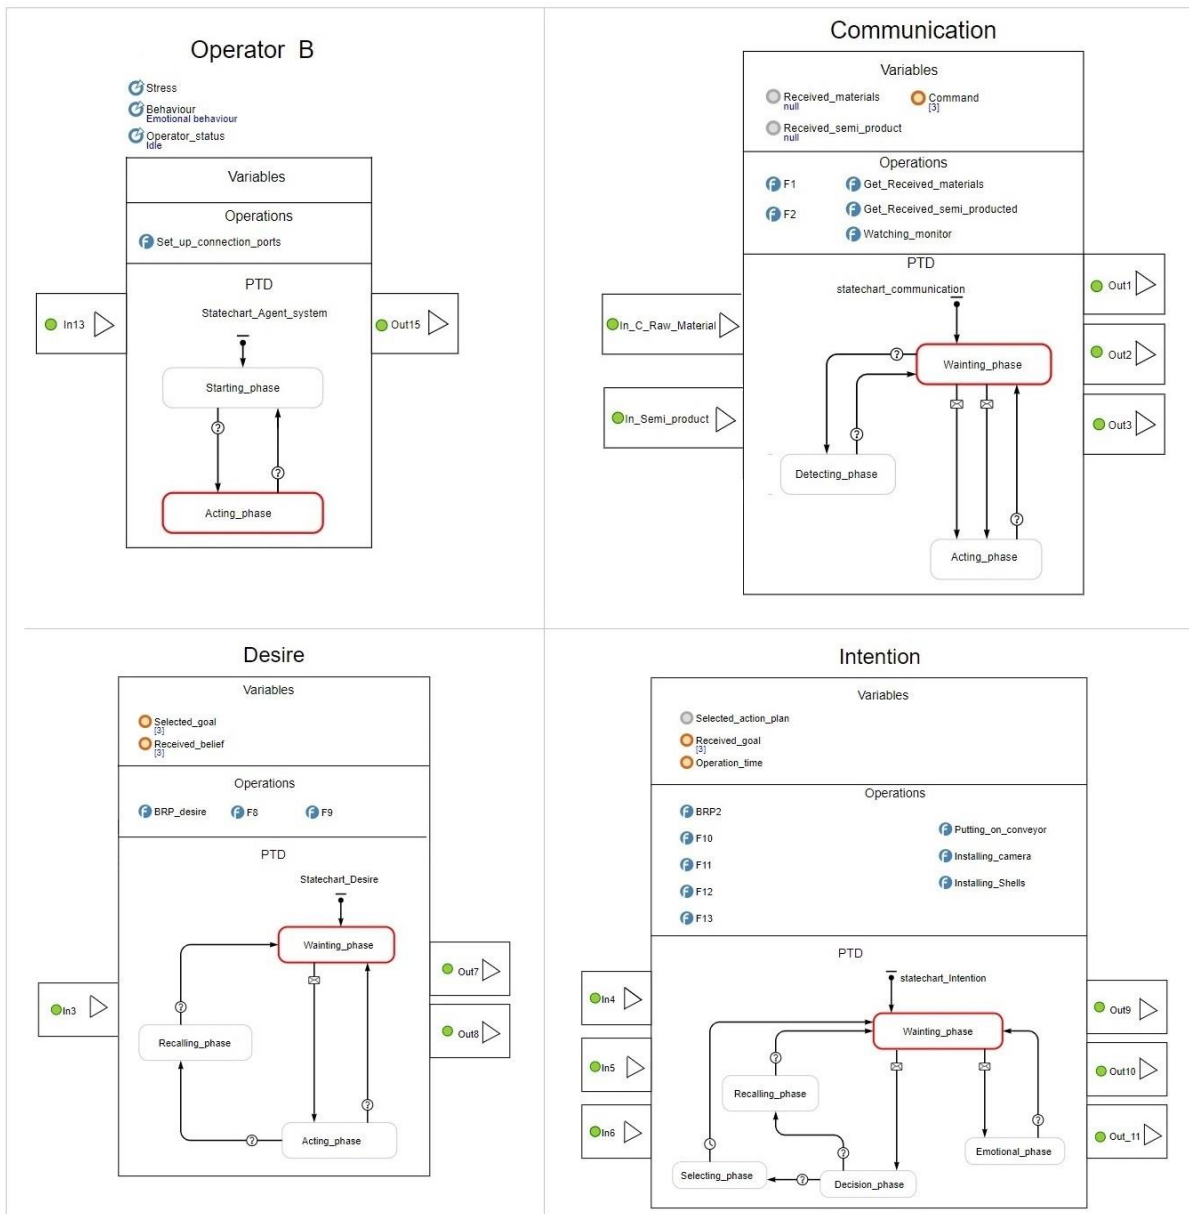 Operator B
Stress
Behaviour
Emotional behaviour
Operator_status
Idle
Variables
Operations
Set_up_connection_ports
PTD
Statechart_Agent_system
In13
Out15
Starting_phase
Acting_phase
Communication
Variables
Received_materials
null
Command
[3]
Received_semi_product
null
Operations
F1
Get_Received_materials
F2
Get_Received_semi_producted
Watching_monitor
PTD
statechart_communication
In_C_Raw_Material
In_Semi_product
Out1
Out2
Out3
Wainting_phase
Detecting_phase
Acting_phase
Desire
Variables
Selected_goal
[3]
Received_belief
[3]
Operations
BRP_desire
F8
F9
PTD
Statechart_Desire
Wainting_phase
In3
Out7
Out8
Recalling_phase
Acting_phase
Intention
Variables
Selected_action_plan
Received_goal
[3]
Operation_time
Operations
BRP2
F10
F11
F12
F13
Putting_on_conveyor
Installing_camera
Installing_Shells
PTD
statechart_Intention
In4
In5
In6
Out9
Out10
Out_11
Wainting_phase
Recalling_phase
Emotional_phase
Selecting_phase
Decision_phase